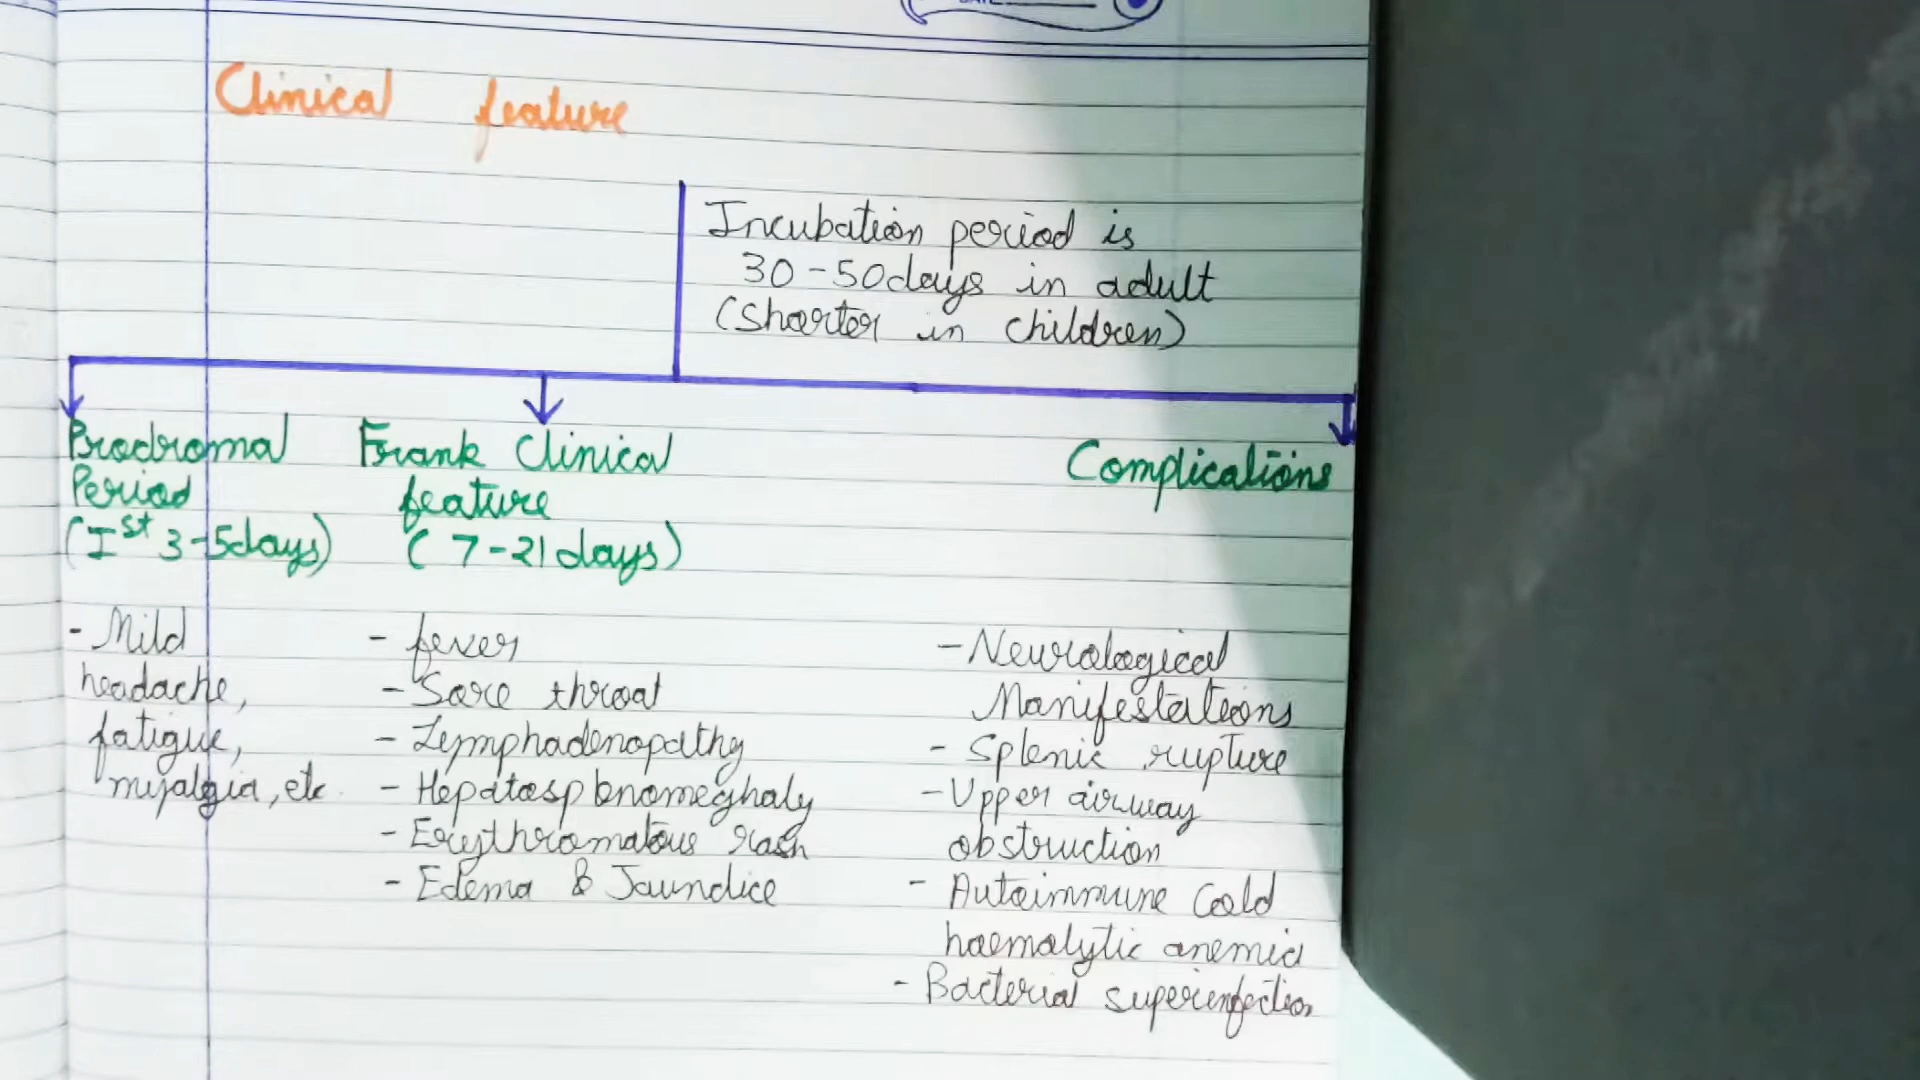 Clinical feature
Incubation period is
30-50days in adult
(Shorter in children)
Prodromal
Period
(Ist 3-5days)
- Mild
headache,
fatigue,
myalgia, etc.
Frank Clinical
feature
(7-21 days)
- fever
- Sore throat
- Lymphadenopathy
- Hepatosplenomeghaly
- Erythromatous rash
- Edema & Jaundice
Complications
- Neurological
Manifestations
- Splenic rupture
- Upper airway
obstruction
- Autoimmune Cold
haemolytic anemia
- Bacterial superinfection